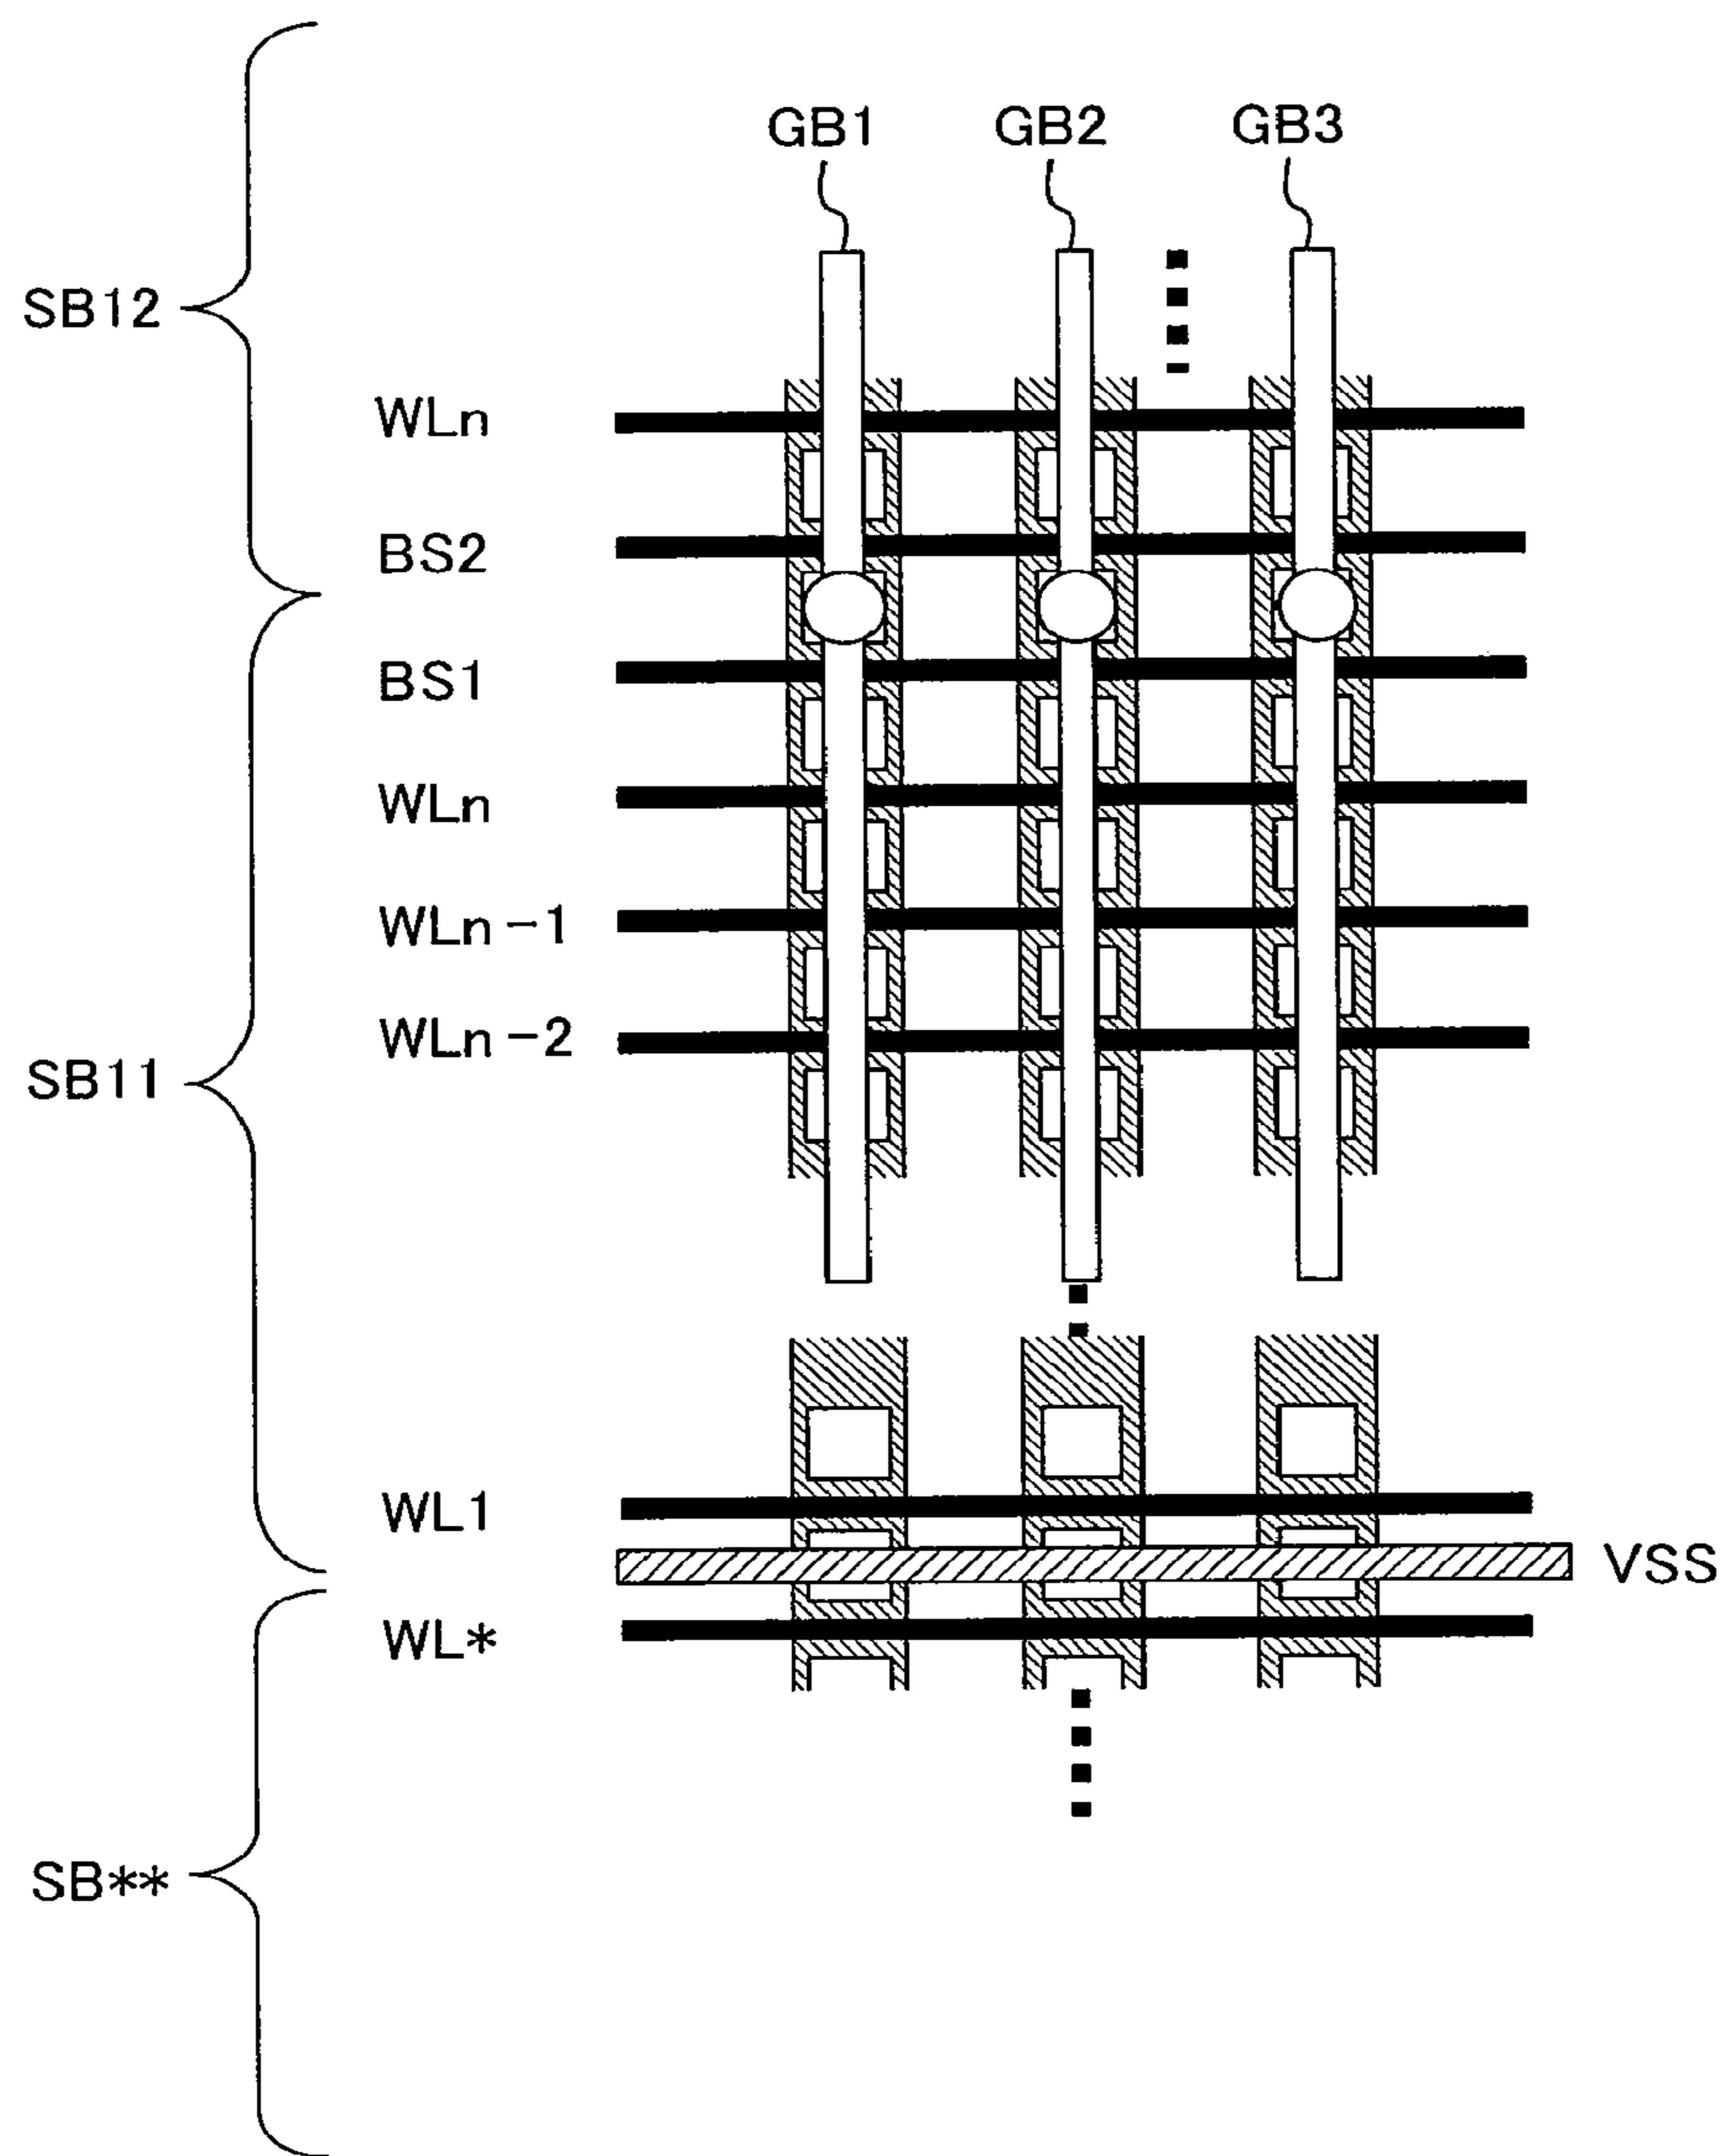 GB1 GB2 GB3
SB12
WLn
BS2
BS1
WLn
WLn-1
WLn-2
SB11
WL1
VSS
WL*
SB**